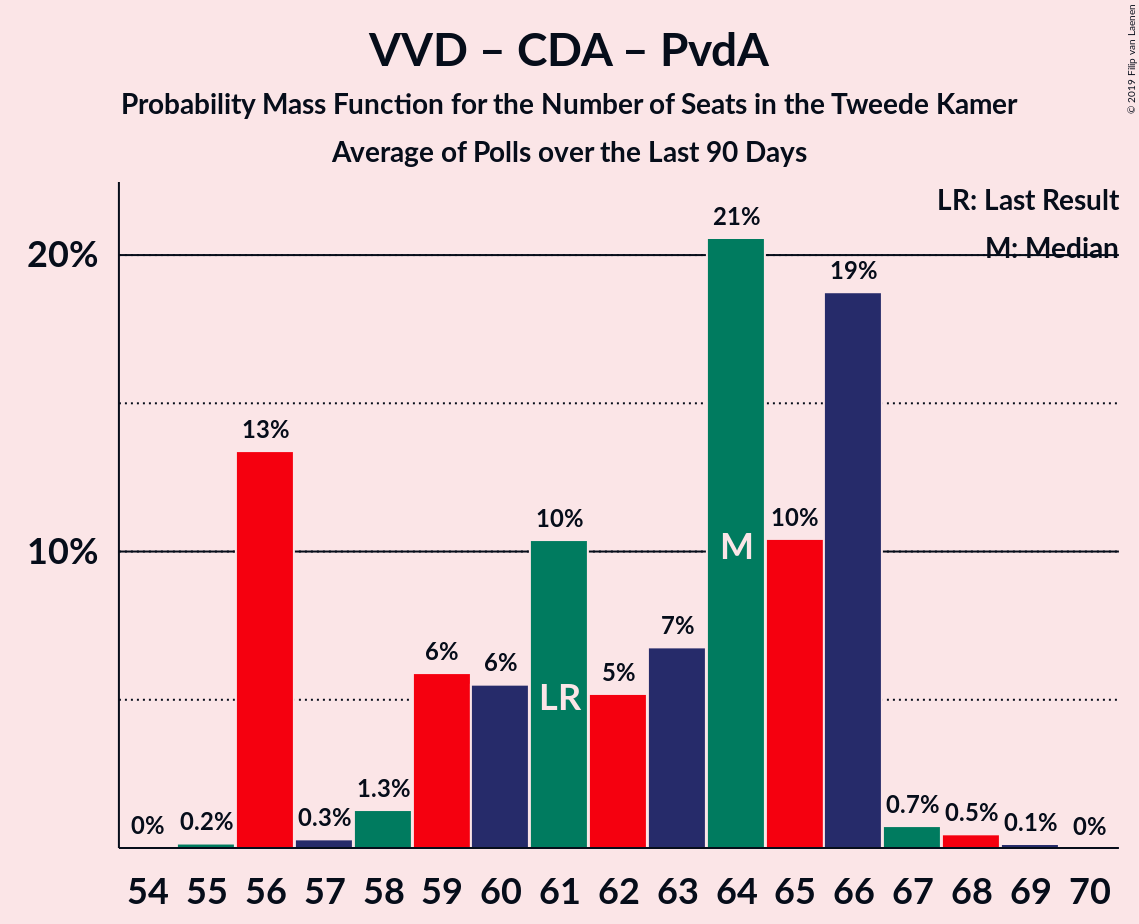 VVD – CDA – PvdA
Probability Mass Function for the Number of Seats in the Tweede Kamer
Average of Polls over the Last 90 Days
© 2019 Filip van Laenen
LR: Last Result
M: Median
20%
10%
0%
0.2%
13%
0.3%
1.3%
6%
6%
10%
5%
7%
21%
10%
19%
0.7%
0.5%
0.1%
0%
LR
M
54 55 56 57 58 59 60 61 62 63 64 65 66 67 68 69 70